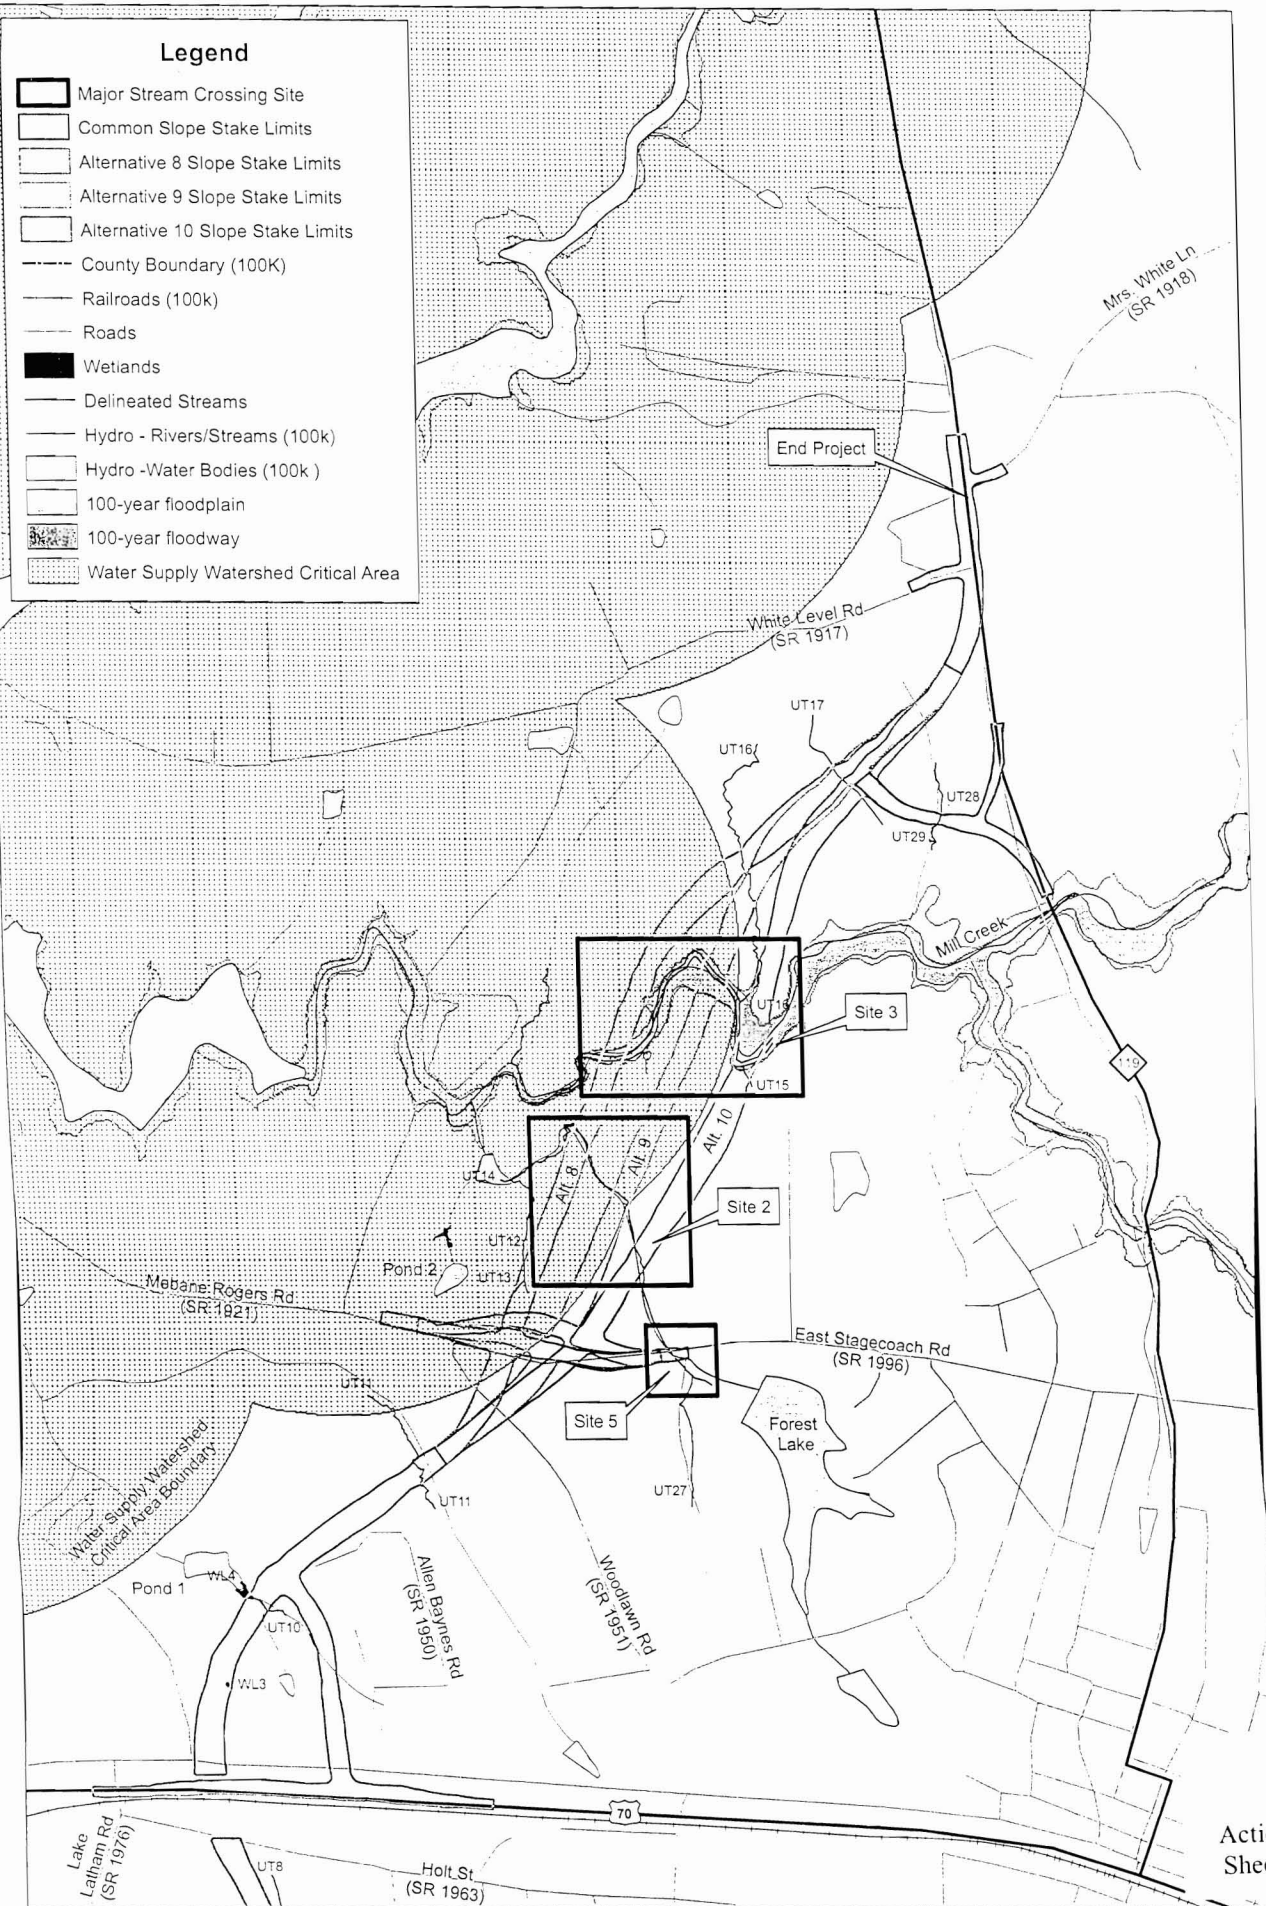 Legend
Major Stream Crossing Site
Common Slope Stake Limits
Alternative 8 Slope Stake Limits
Alternative 9 Slope Stake Limits
Alternative 10 Slope Stake Limits
County Boundary (100K)
Railroads (100k)
Roads
Wetlands
Delineated Streams
Hydro - Rivers/Streams (100k)
Hydro -Water Bodies (100k )
100-year floodplain
100-year floodway
Water Supply Watershed Critical Area
Mrs. White Ln
(SR 1918)
End Project
White Level Rd
(SR 1917)
UT17
UT16
UT28
UT29
Mill Creek
UT16
Site 3
119
UT15
Alt. 10
Alt. 9
Alt. 8
UT14
Site 2
UT12
Pond 2
UT13
Mebane Rogers Rd
(SR 1921)
East Stagecoach Rd
(SR 1996)
UT11
Site 5
Forest
Lake
Water Supply Watershed
Critical Area Boundary
UT27
UT11
Pond 1
WL4
Allen Baynes Rd
(SR 1950)
Woodlawn Rd
(SR 1951)
UT10
WL3
70
Lake
Latham Rd
(SR 1976)
UT8
Holt St
(SR 1963)